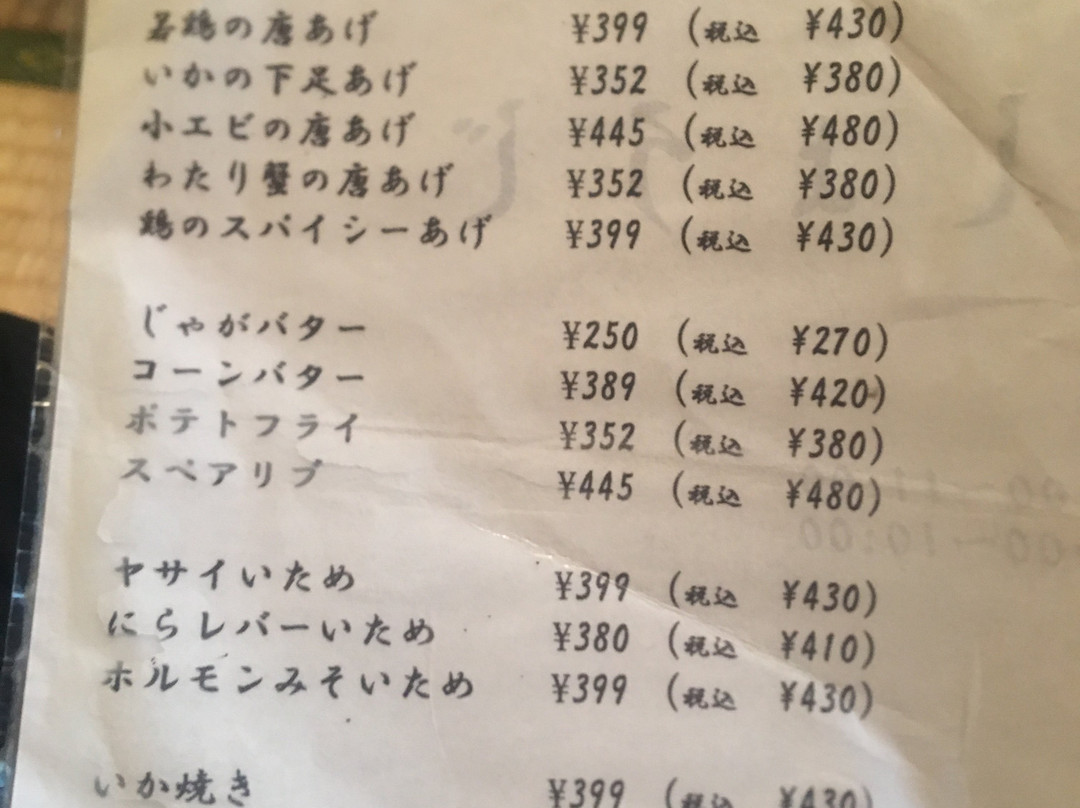 若鶏の唐あげ ¥399 (税込 ¥430)
いかの下足あげ ¥352 (税込 ¥380)
小エビの唐あげ ¥445 (税込 ¥480)
わたり蟹の唐あげ ¥352 (税込 ¥380)
鶏のスパイシーあげ ¥399 (税込 ¥430)
じゃがバター ¥250 (税込 ¥270)
コーンバター ¥389 (税込 ¥420)
ポテトフライ ¥352 (税込 ¥380)
スペアリブ ¥445 (税込 ¥480)
ヤサイいため ¥399 (税込 ¥430)
にらレバーいため ¥380 (税込 ¥410)
ホルモンみそいため ¥399 (税込 ¥430)
いか焼き ¥399 (税込 ¥430)